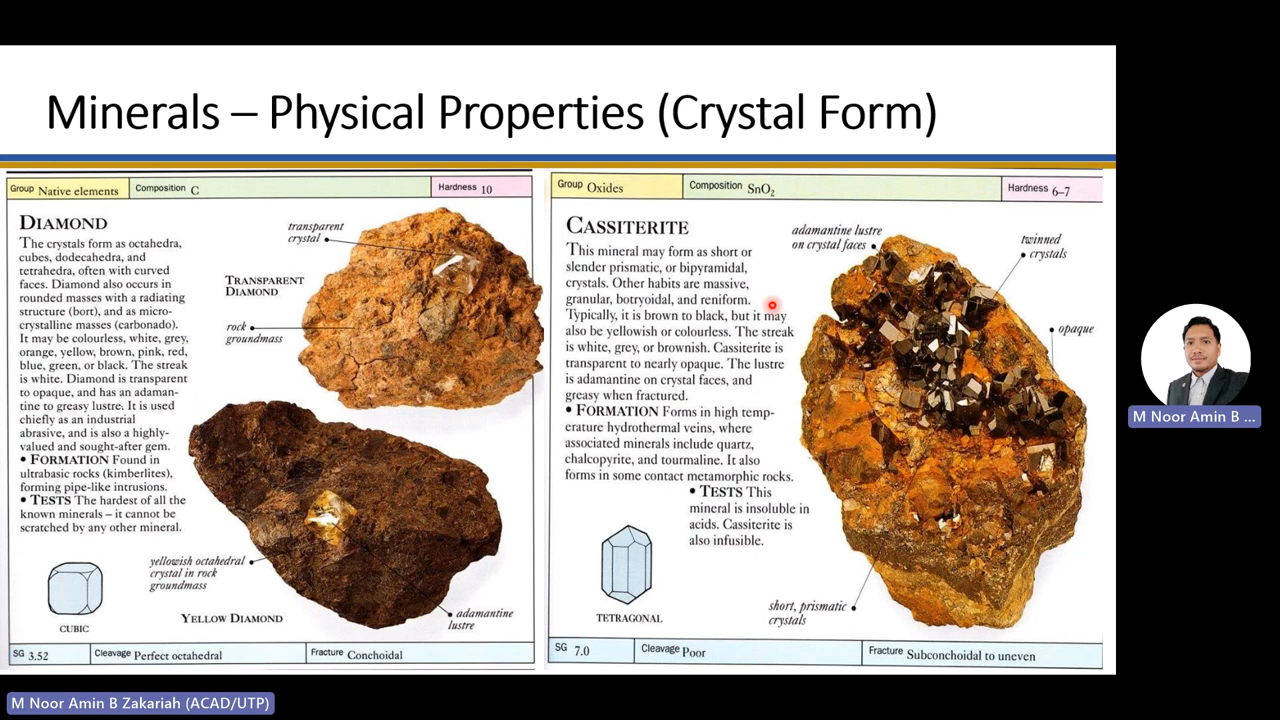 Minerals – Physical Properties (Crystal Form)
Group Native elements
Composition C
Hardness 10
DIAMOND
The crystals form as octahedra,
cubes, dodecahedra, and
tetrahedra, often with curved
faces. Diamond also occurs in
rounded masses with a radiating
structure (bort), and as micro-
crystalline masses (carbonado).
It may be colourless, white, grey,
orange, yellow, brown, pink, red,
blue, green, or black. The streak
is white. Diamond is transparent
to opaque, and has an adaman-
tine to greasy lustre. It is used
chiefly as an industrial
abrasive, and is also a highly-
valued and sought-after gem.
• FORMATION Found in
ultrabasic rocks (kimberlites),
forming pipe-like intrusions.
• TESTS The hardest of all the
known minerals – it cannot be
scratched by any other mineral.
transparent
crystal
TRANSPARENT
DIAMOND
rock
groundmass
yellowish octahedral
crystal in rock
groundmass
YELLOW DIAMOND
adamantine
lustre
CUBIC
SG 3.52
Cleavage Perfect octahedral
Fracture Conchoidal
Group Oxides
Composition SnO₂
Hardness 6–7
CASSITERITE
This mineral may form as short or
slender prismatic, or bipyramidal,
crystals. Other habits are massive,
granular, botryoidal, and reniform.
Typically, it is brown to black, but it may
also be yellowish or colourless. The streak
is white, grey, or brownish. Cassiterite is
transparent to nearly opaque. The lustre
is adamantine on crystal faces, and
greasy when fractured.
• FORMATION Forms in high temp-
erature hydrothermal veins, where
associated minerals include quartz,
chalcopyrite, and tourmaline. It also
forms in some contact metamorphic rocks.
• TESTS This
mineral is insoluble in
acids. Cassiterite is
also infusible.
adamantine lustre
on crystal faces
twinned
crystals
opaque
short, prismatic
crystals
TETRAGONAL
SG 7.0
Cleavage Poor
Fracture Subconchoidal to uneven
M Noor Amin B ...
M Noor Amin B Zakariah (ACAD/UTP)